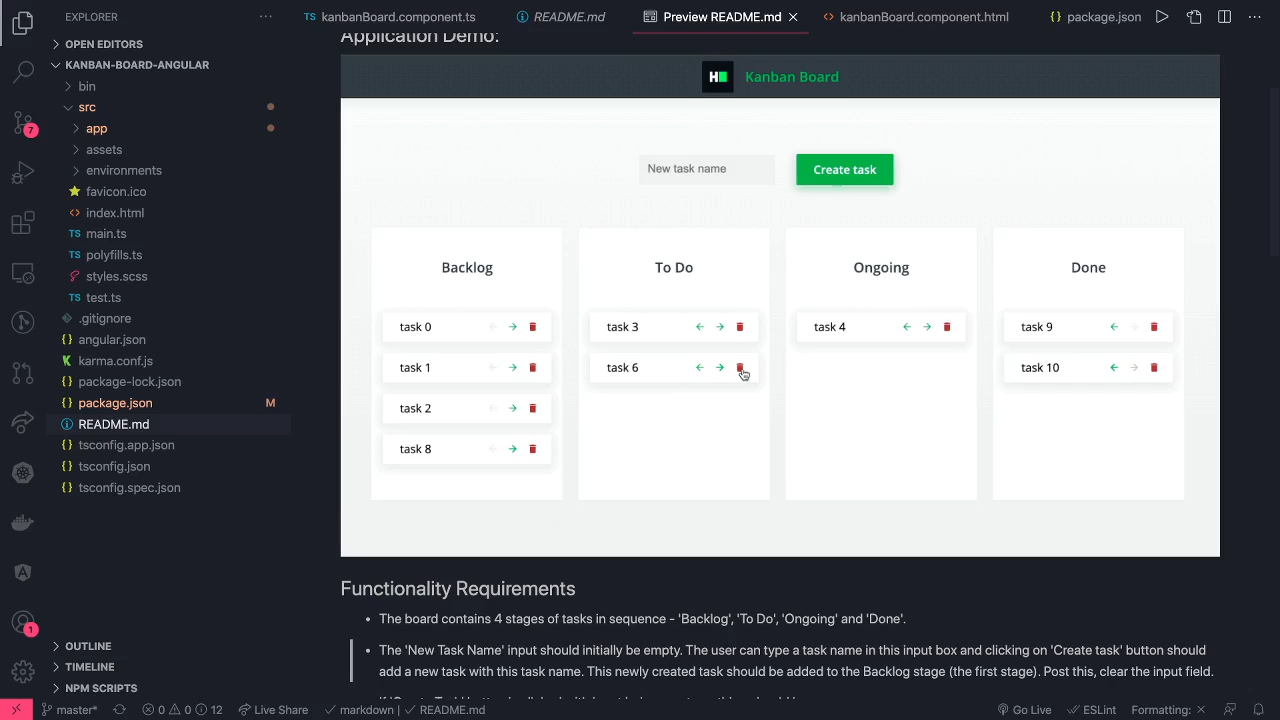 EXPLORER
kanbanBoard.component.ts
README.md
Preview README.md
kanbanBoard.component.html
package.json
OPEN EDITORS
KANBAN-BOARD-ANGULAR
bin
src
app
assets
environments
favicon.ico
index.html
main.ts
polyfills.ts
styles.scss
test.ts
.gitignore
angular.json
karma.conf.js
package-lock.json
package.json M
README.md
tsconfig.app.json
tsconfig.json
tsconfig.spec.json
OUTLINE
TIMELINE
NPM SCRIPTS
7
1
Application Demo:
H
Kanban Board
New task name
Create task
Backlog
task 0
task 1
task 2
task 8
To Do
task 3
task 6
Ongoing
task 4
Done
task 9
task 10
Functionality Requirements
• The board contains 4 stages of tasks in sequence - 'Backlog', 'To Do', 'Ongoing' and 'Done'.
• The 'New Task Name' input should initially be empty. The user can type a task name in this input box and clicking on 'Create task' button should
add a new task with this task name. This newly created task should be added to the Backlog stage (the first stage). Post this, clear the input field.
master* 0 0 12 Live Share markdown | README.md Go Live ESLint Formatting: